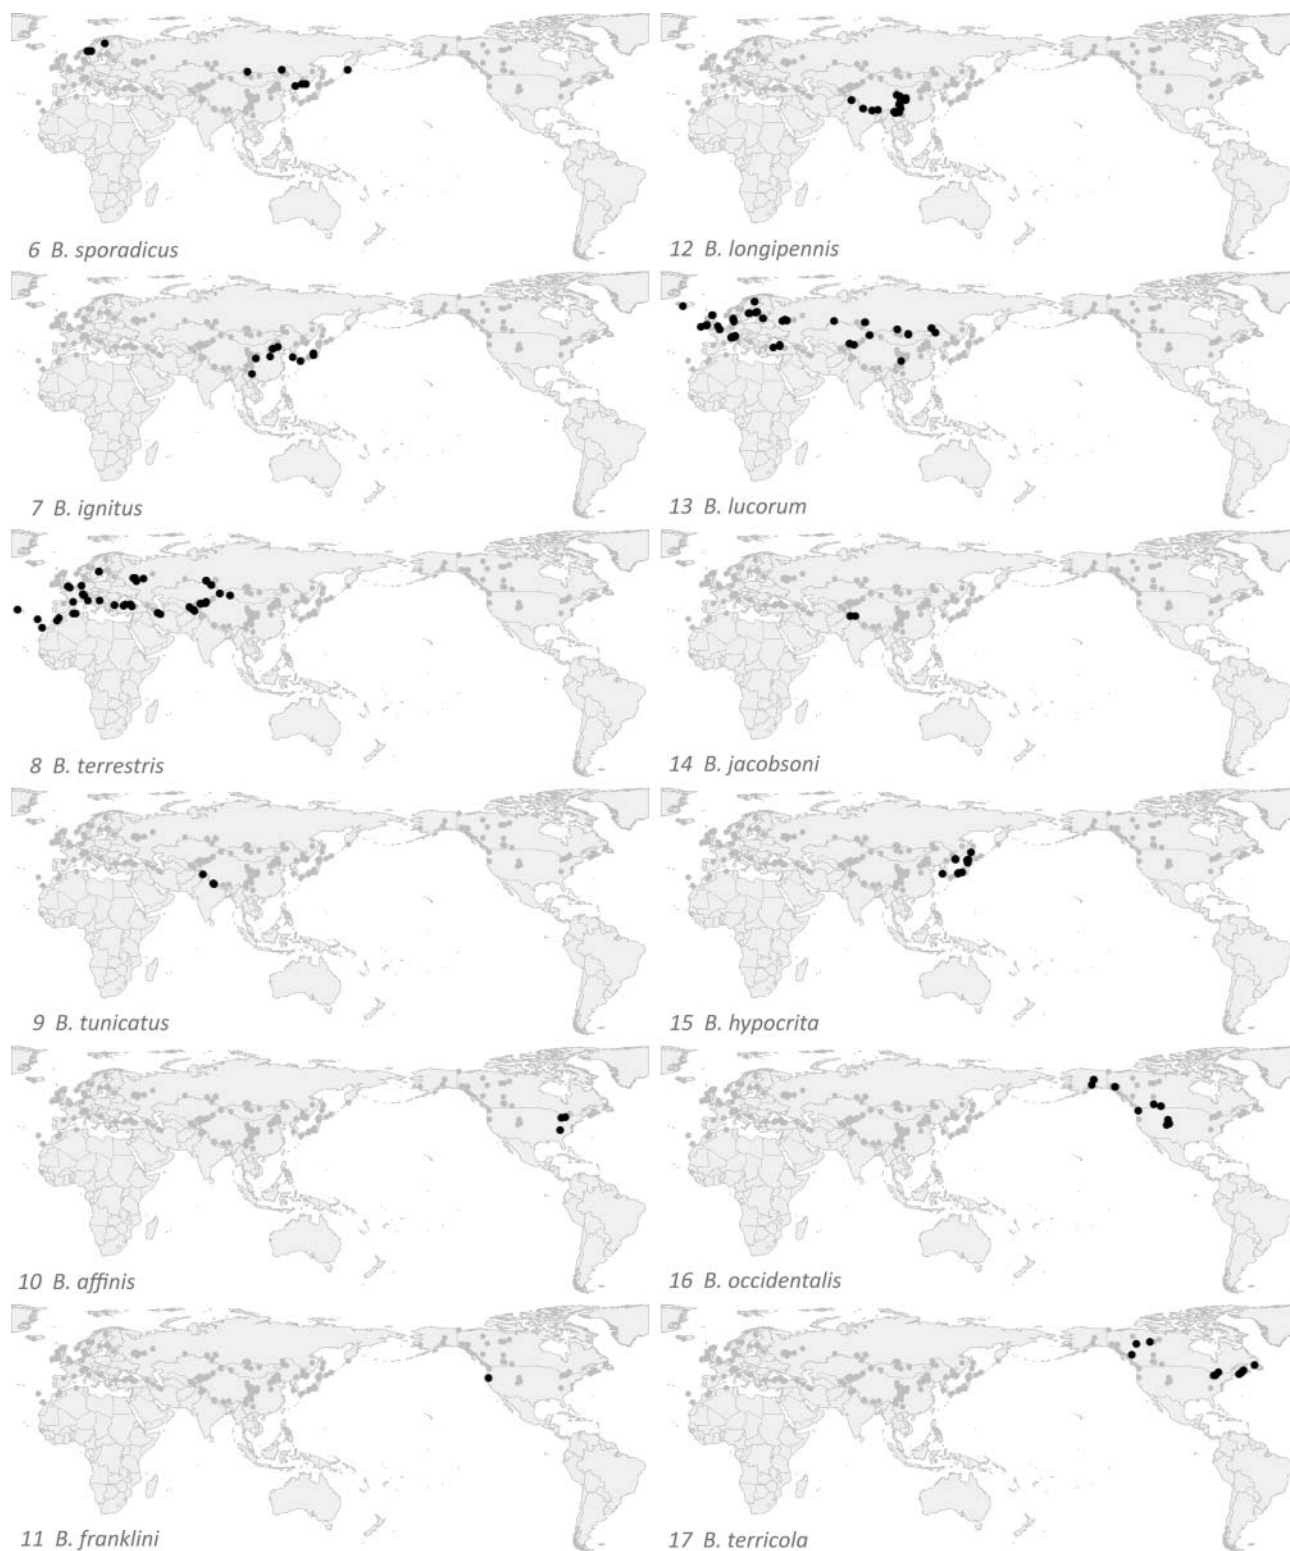 6 B. sporadicus
12 B. longipennis
7 B. ignitus
13 B. lucorum
8 B. terrestris
14 B. jacobsoni
9 B. tunicatus
15 B. hypocrita
10 B. affinis
16 B. occidentalis
11 B. franklini
17 B. terricola